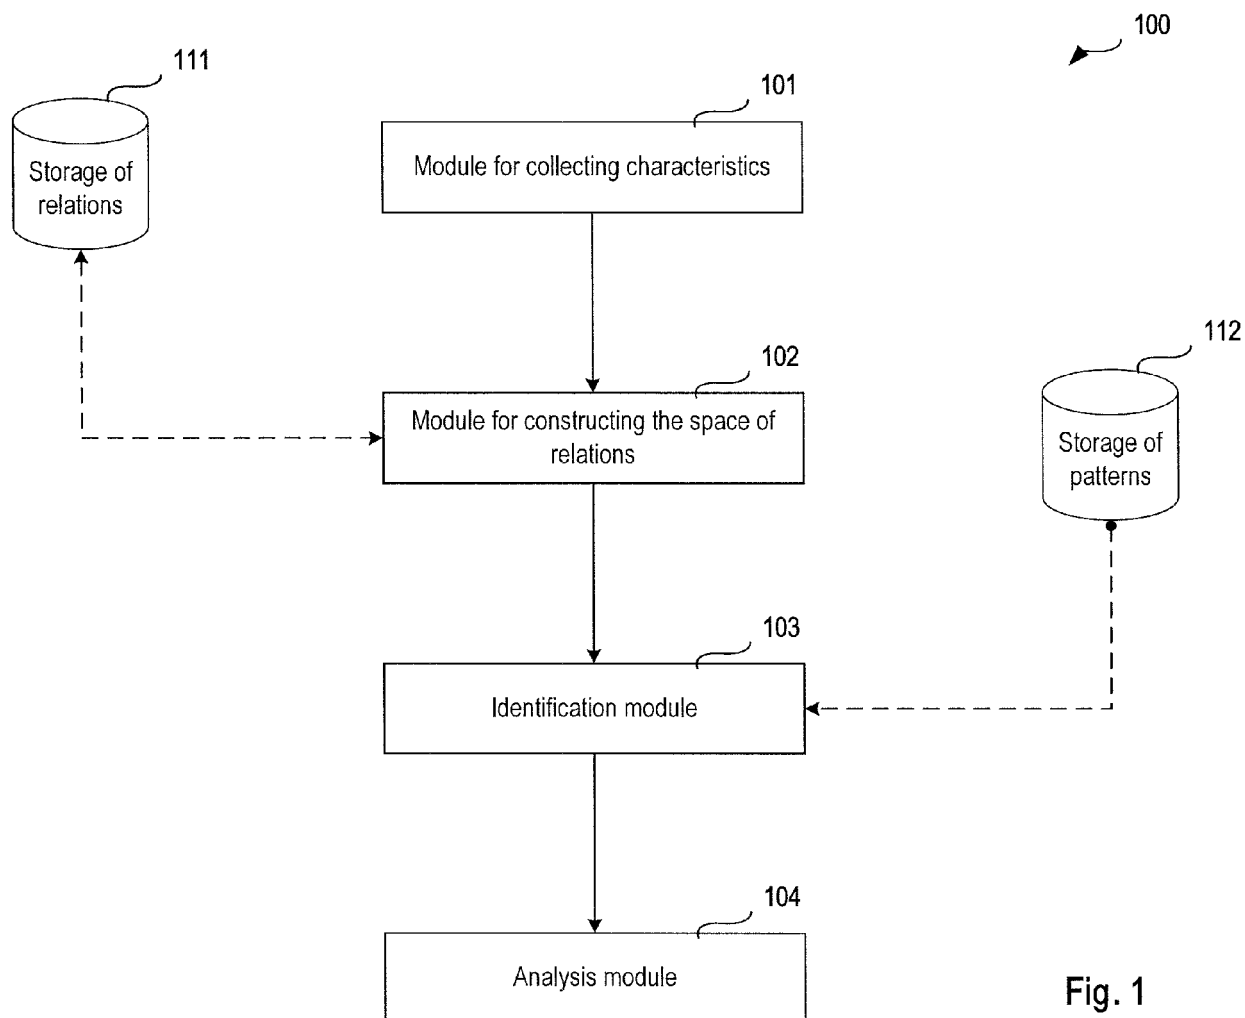 100
111
101
Storage of
relations
Module for collecting characteristics
102
112
Module for constructing the space of
relations
Storage of
patterns
103
Identification module
104
Analysis module
Fig. 1